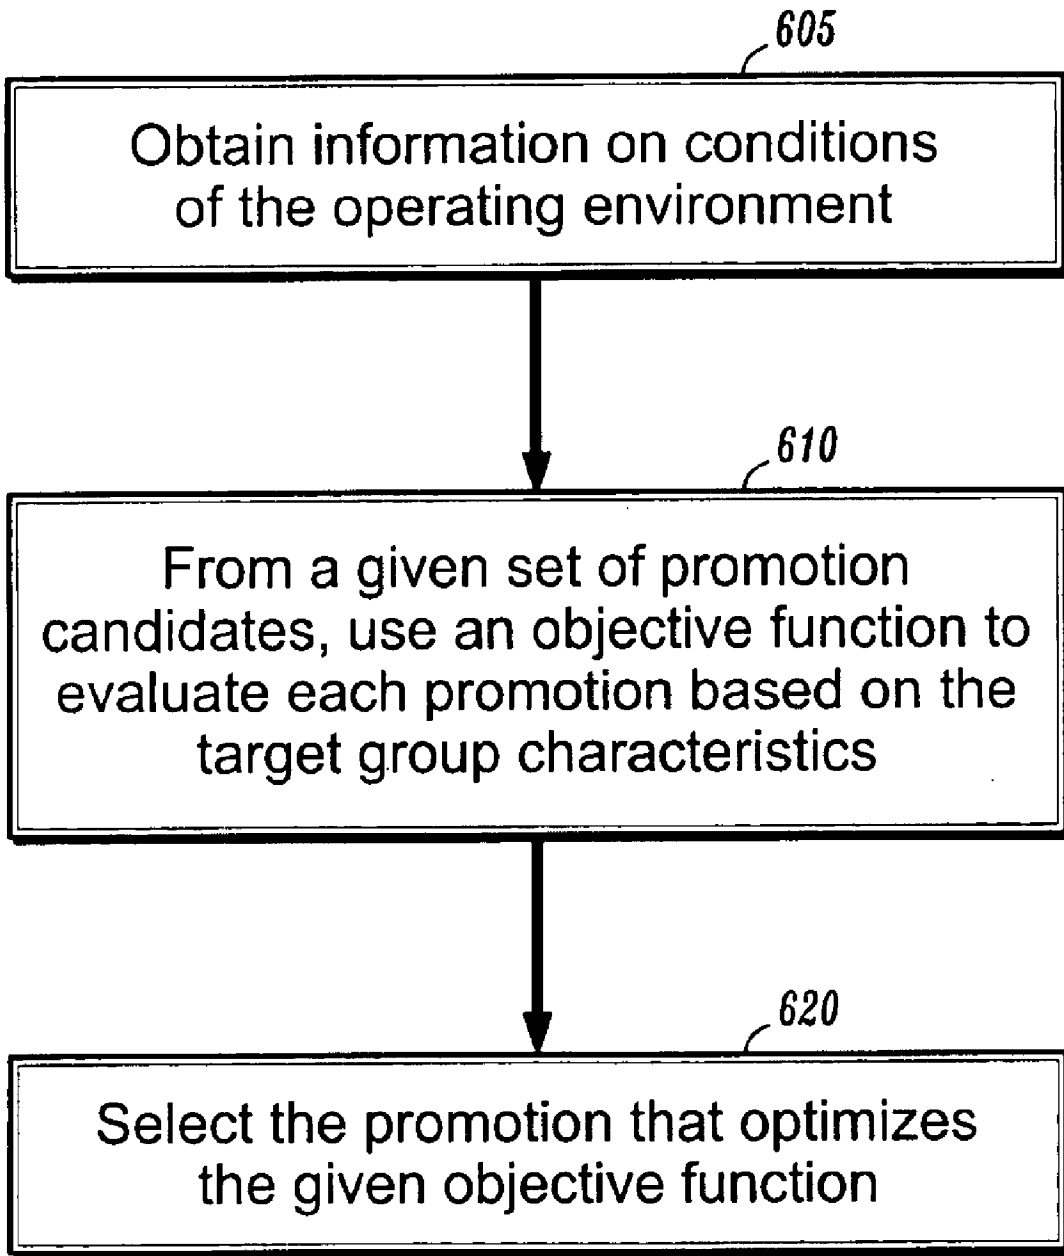 605
Obtain information on conditions
of the operating environment
610
From a given set of promotion
candidates, use an objective function to
evaluate each promotion based on the
target group characteristics
620
Select the promotion that optimizes
the given objective function